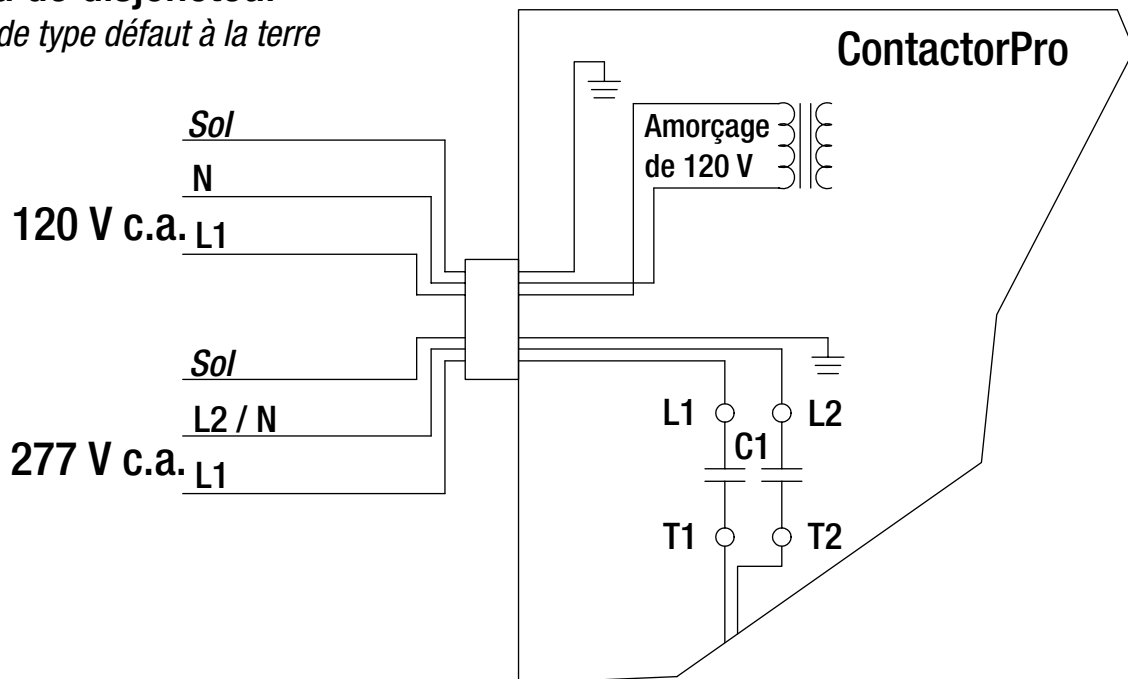 de type défaut à la terre
ContactorPro
Sol
N
120 V c.a. L1
Amorçage
de 120 V
Sol
L2 / N
277 V c.a. L1
L1 L2
C1
T1 T2